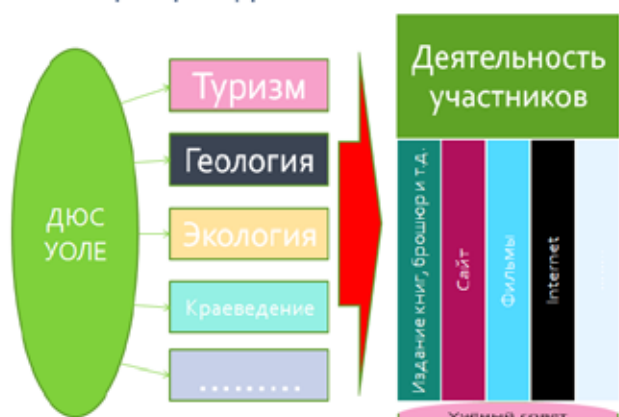 ДЮС
УОЛЕ
Туризм
Геология
Экология
Краеведение
.........
Деятельность
участников
Издание книг, брошюр и т.д.
Сайт
Фильмы
Internet